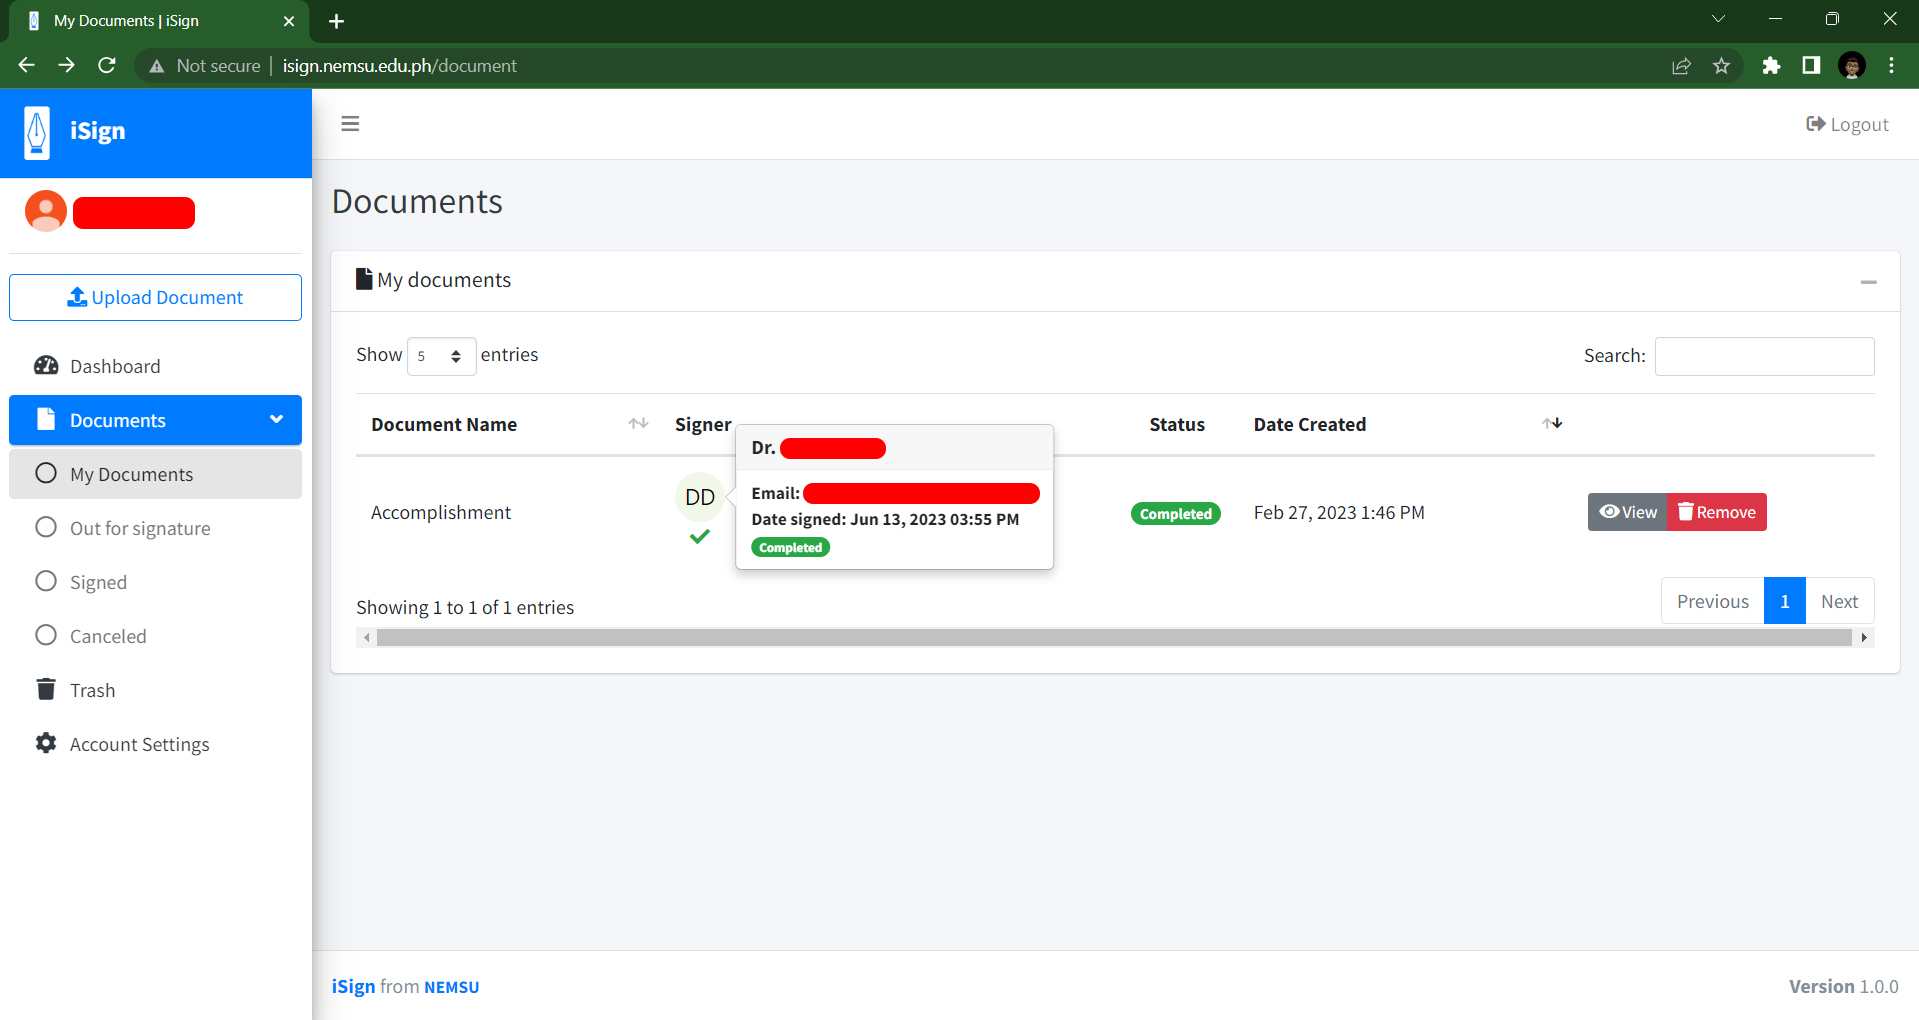 My Documents | iSign
Not secure | isign.nemsu.edu.ph/document
iSign
Logout
Upload Document
Dashboard
Documents
My Documents
Out for signature
Signed
Canceled
Trash
Account Settings
Documents
My documents
Show 5 entries
Search:
Document Name Signer Status Date Created
Accomplishment DD Completed Feb 27, 2023 1:46 PM View Remove
Dr.
Email:
Date signed: Jun 13, 2023 03:55 PM
Completed
Showing 1 to 1 of 1 entries
Previous 1 Next
iSign from NEMSU
Version 1.0.0